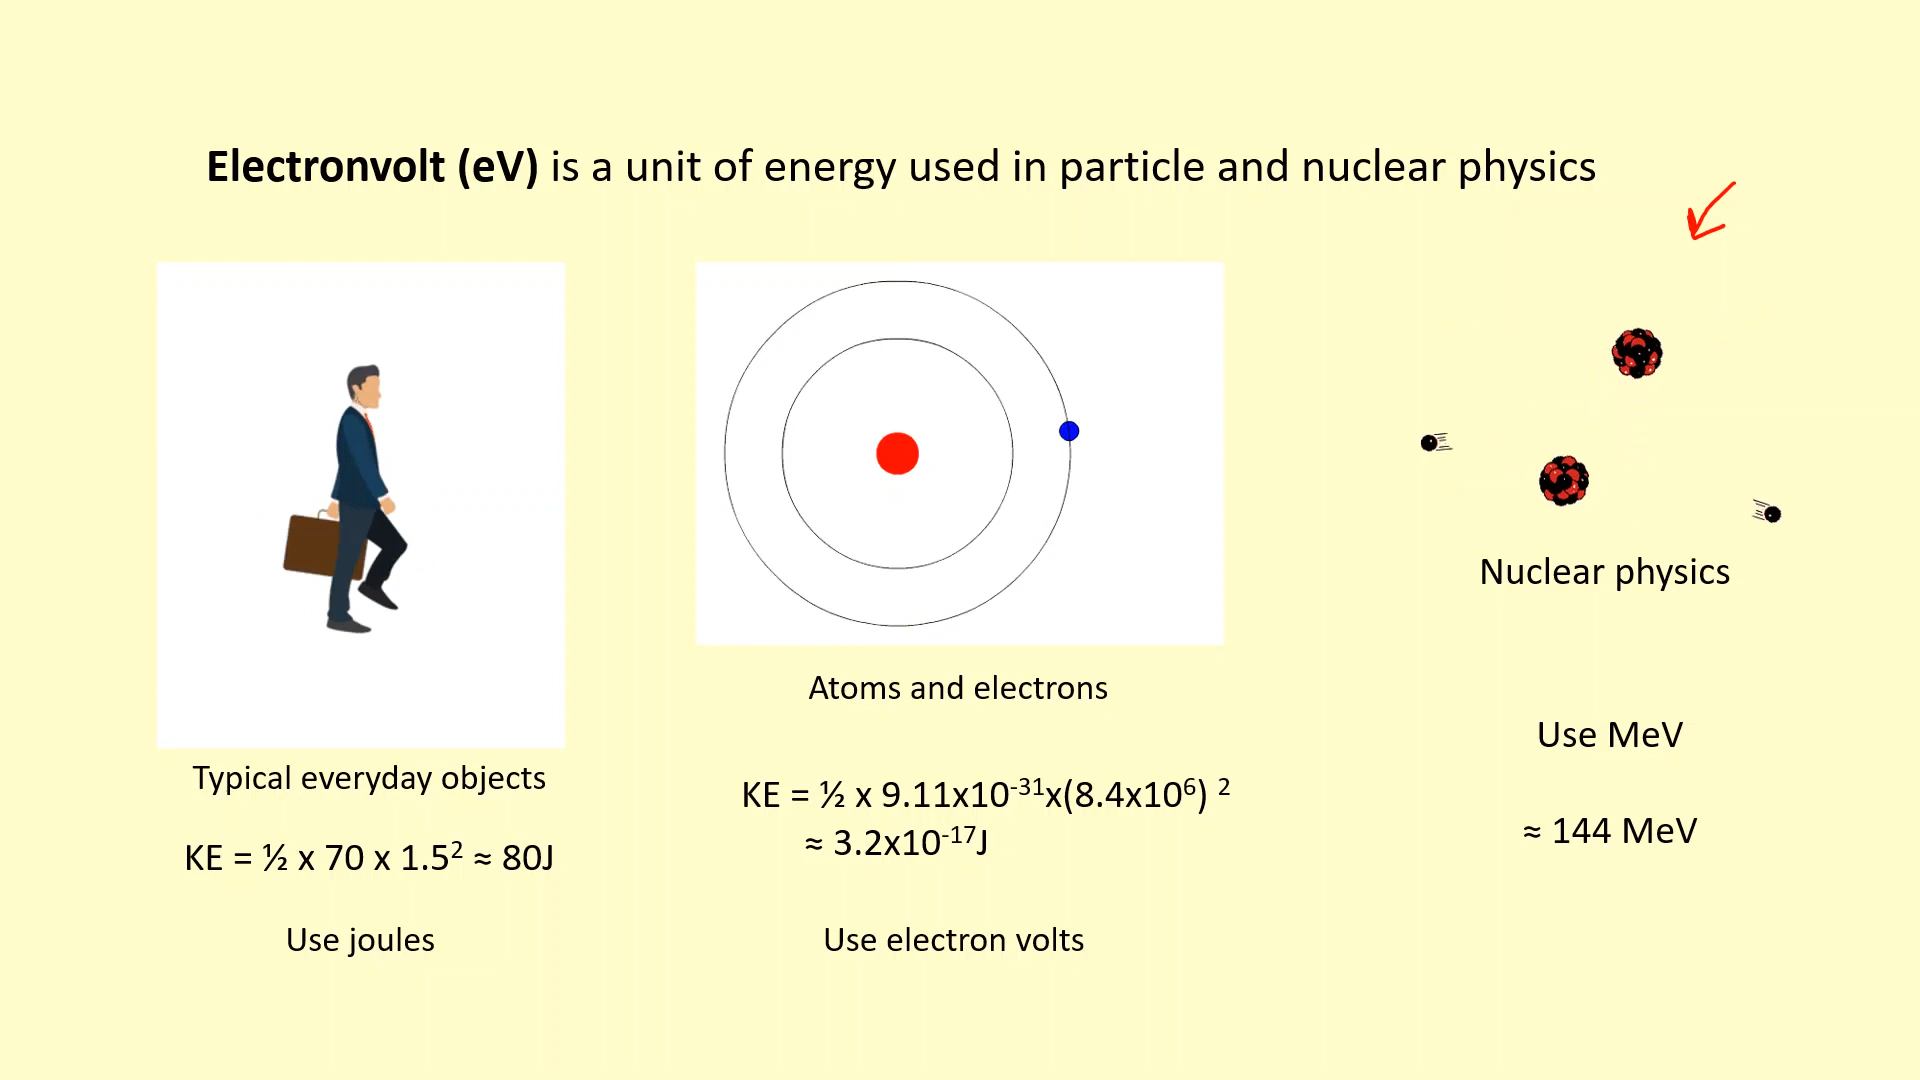 Electronvolt (eV) is a unit of energy used in particle and nuclear physics
Typical everyday objects
KE = ½ x 70 x 1.5² ≈ 80J
Use joules
Atoms and electrons
KE = ½ x 9.11x10⁻³¹x(8.4x10⁶) ²
≈ 3.2x10⁻¹⁷J
Use electron volts
Nuclear physics
Use MeV
≈ 144 MeV